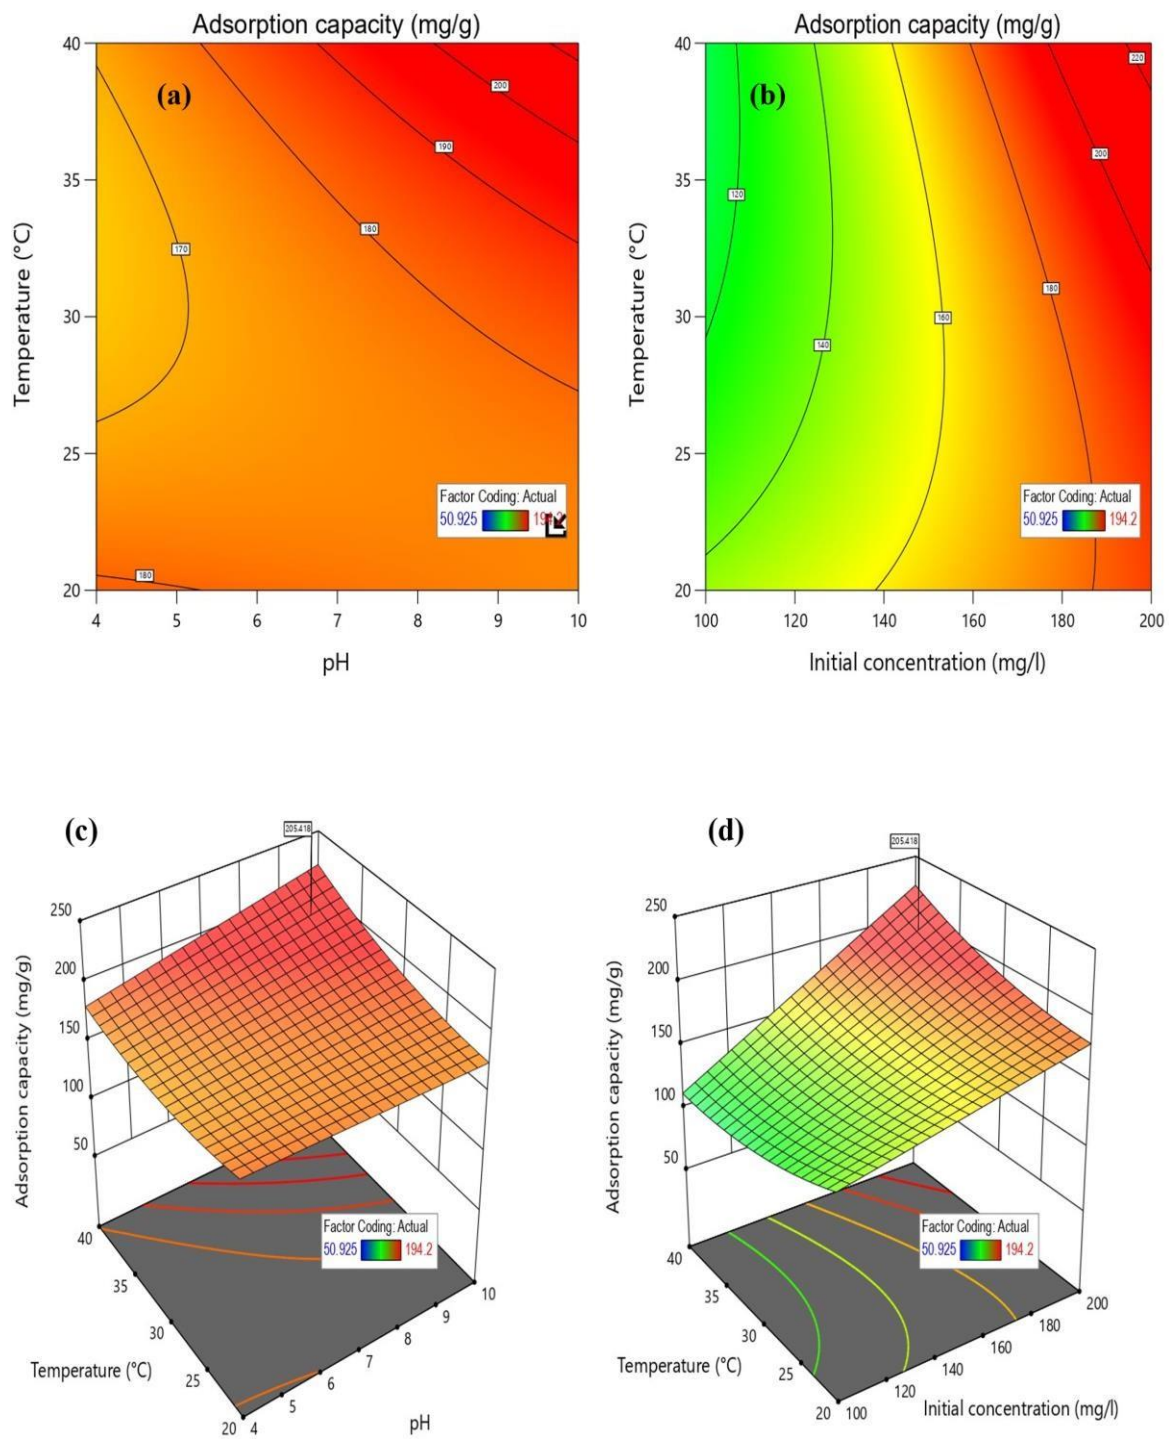 Adsorption capacity (mg/g)
(a)
Temperature (°C)
40
35
30
25
20
200
190
180
170
180
Factor Coding: Actual
50.925
4 5 6 7 8 9 10
pH
Adsorption capacity (mg/g)
(b)
Temperature (°C)
40
35
30
25
20
220
200
120
180
160
140
Factor Coding: Actual
50.925 194.2
100 120 140 160 180 200
Initial concentration (mg/l)
(c)
205.418
Adsorption capacity (mg/g)
250
200
150
100
50
Factor Coding: Actual
50.925 194.2
40
35
30
25
20
Temperature (°C)
4 5 6 7 8 9 10
pH
(d)
205.418
Adsorption capacity (mg/g)
250
200
150
100
50
Factor Coding: Actual
50.925 194.2
40
35
30
25
20
Temperature (°C)
100 120 140 160 180 200
Initial concentration (mg/l)